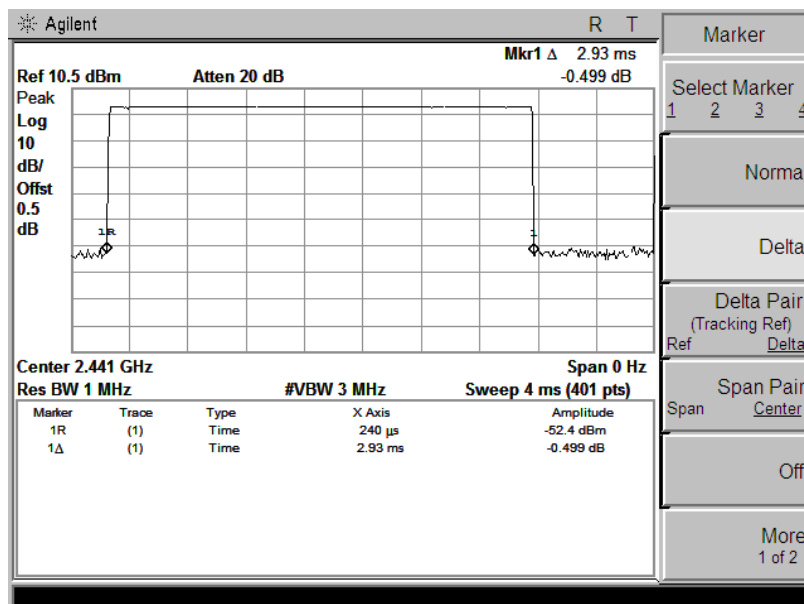 Agilent R T
Mkr1 Δ 2.93 ms
Ref 10.5 dBm Atten 20 dB -0.499 dB
Peak
Log
10
dB/
Offst
0.5
dB
1R
1
Center 2.441 GHz Span 0 Hz
Res BW 1 MHz #VBW 3 MHz Sweep 4 ms (401 pts)
Marker Trace Type X Axis Amplitude
1R (1) Time 240 µs -52.4 dBm
1Δ (1) Time 2.93 ms -0.499 dB
Marker
Select Marker
1 2 3 4
Norma
Delta
Delta Pair
(Tracking Ref)
Ref Delta
Span Pair
Span Center
Off
More
1 of 2